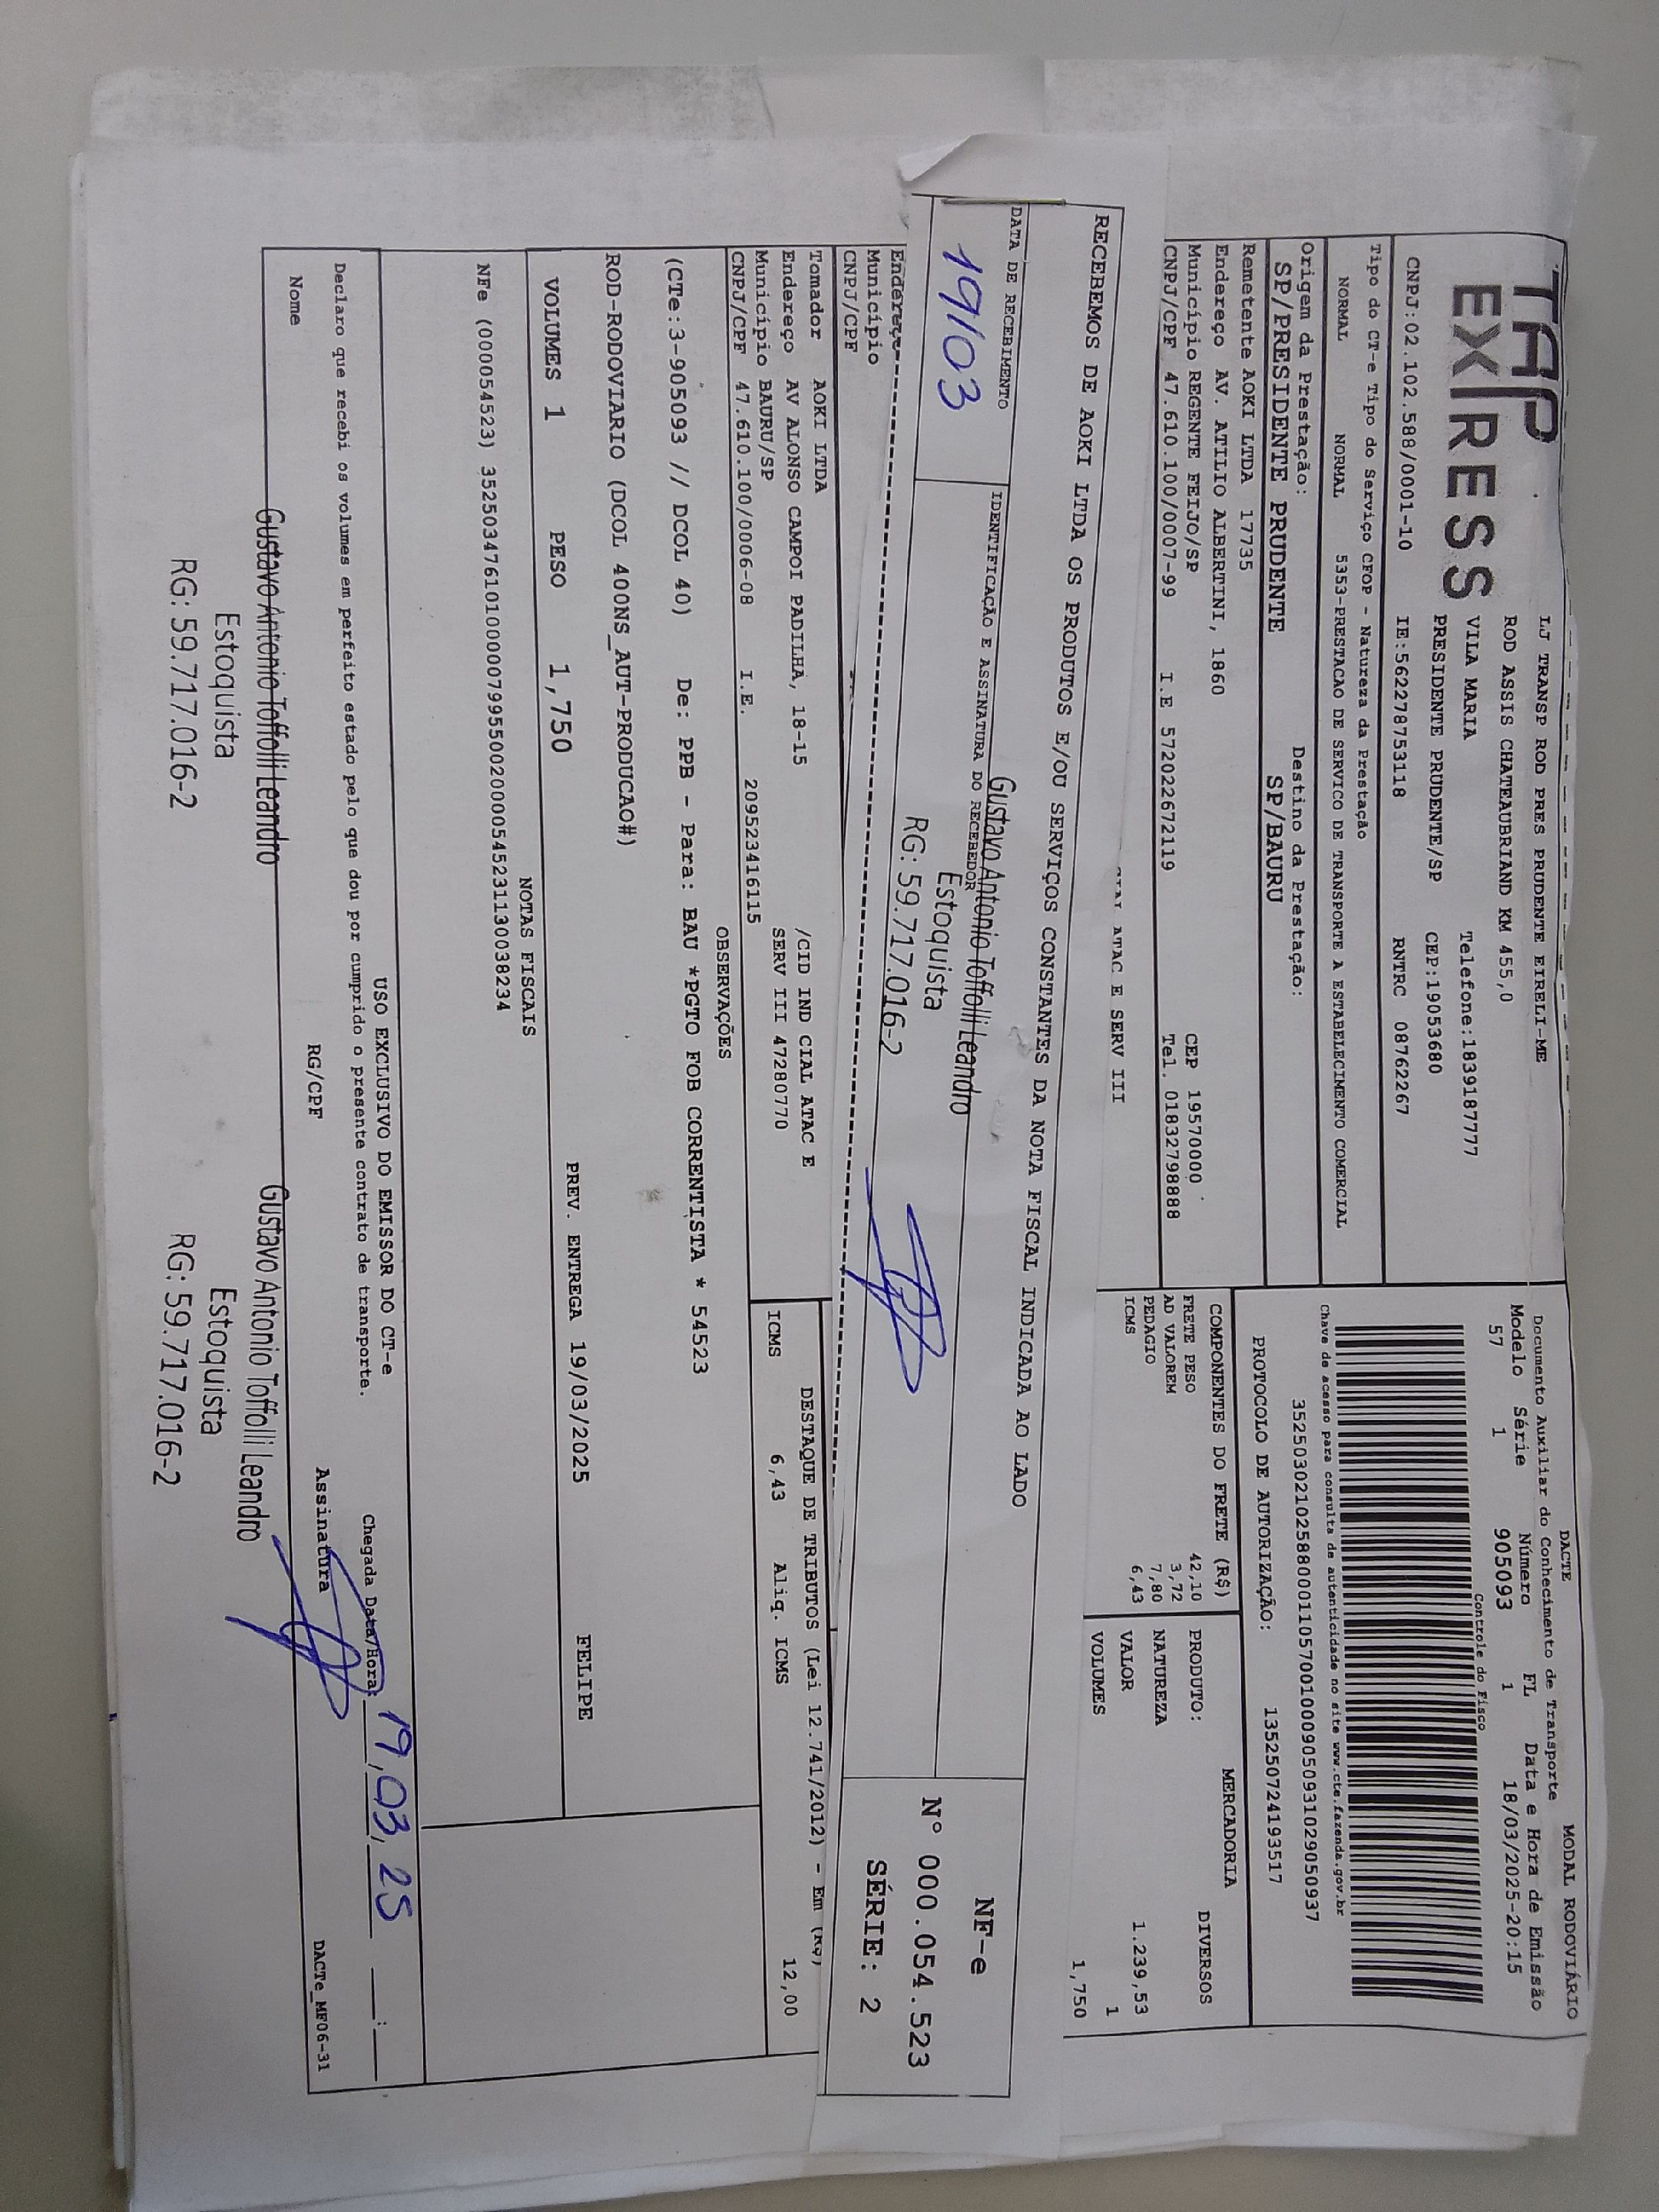 TAP
EXPRESS
LJ TRANSP ROD PRES PRUDENTE EIRELI-ME
ROD ASSIS CHATEAUBRIAND KM 455,0
VILA MARIA Telefone:1839187777
PRESIDENTE PRUDENTE/SP CEP:19053680
CNPJ:02.102.588/0001-10 IE:562278753118 RNTRC 08762267
Tipo do CT-e Tipo do Serviço CFOP - Natureza da Prestação
NORMAL NORMAL 5353-PRESTACAO DE SERVICO DE TRANSPORTE A ESTABELECIMENTO COMERCIAL
Origem da Prestação: Destino da Prestação:
SP/PRESIDENTE PRUDENTE SP/BAURU
Remetente AOKI LTDA 17735
Endereço AV. ATILIO ALBERTINI, 1860
Município REGENTE FEIJO/SP CEP 19570000
CNPJ/CPF 47.610.100/0007-99 I.E 572022672119 Tel. 01832798888
DACTE MODAL RODOVIÁRIO
Documento Auxiliar do Conhecimento de Transporte
Modelo Série Número FL Data e Hora de Emissão
57 1 905093 1 18/03/2025-20:15
Controle do Fisco
Chave de acesso para consulta de autenticidade no site www.cte.fazenda.gov.br
35250302102588000110570010009050931029050937
PROTOCOLO DE AUTORIZAÇÃO: 135250724193517
COMPONENTES DO FRETE (R$)
FRETE PESO 42,10
AD VALOREM 3,72
PEDAGIO 7,80
ICMS 6,43
MERCADORIA
PRODUTO: DIVERSOS
NATUREZA
VALOR 1.239,53
VOLUMES 1
1,750
ATAC E SERV III
RECEBEMOS DE AOKI LTDA OS PRODUTOS E/OU SERVIÇOS CONSTANTES DA NOTA FISCAL INDICADA AO LADO
DATA DE RECEBIMENTO
19/03
IDENTIFICAÇÃO E ASSINATURA DO RECEBEDOR
Gustavo Antonio Toffolli Leandro
Estoquista
RG: 59.717.016-2
NF-e
N° 000.054.523
SÉRIE: 2
Endereço
Município
CNPJ/CPF
Tomador AOKI LTDA
Endereço AV ALONSO CAMPOI PADILHA, 18-15 /CID IND CIAL ATAC E
Município BAURU/SP SERV III 47280770
CNPJ/CPF 47.610.100/0006-08 I.E. 209523416115
DESTAQUE DE TRIBUTOS (Lei 12.741/2012) - Em (R$)
ICMS 6,43 Aliq. ICMS 12,00
OBSERVAÇÕES
(CTe:3-905093 // DCOL 40) De: PPB - Para: BAU *PGTO FOB CORRENTISTA * 54523
ROD-RODOVIARIO (DCOL 400NS_AUT-PRODUCAO#)
VOLUMES 1 PESO 1,750 PREV. ENTREGA 19/03/2025 FELIPE
NOTAS FISCAIS
NFe (000054523) 35250347610100000799550020000545231130038234
USO EXCLUSIVO DO EMISSOR DO CT-e
Declaro que recebi os volumes em perfeito estado pelo que dou por cumprido o presente contrato de transporte.
Chegada Data/Hora: 19,03,25 __:__
Nome RG/CPF Assinatura DACTe_MF06-31
Gustavo Antonio Toffolli Leandro Gustavo Antonio Toffolli Leandro
Estoquista Estoquista
RG: 59.717.016-2 RG: 59.717.016-2